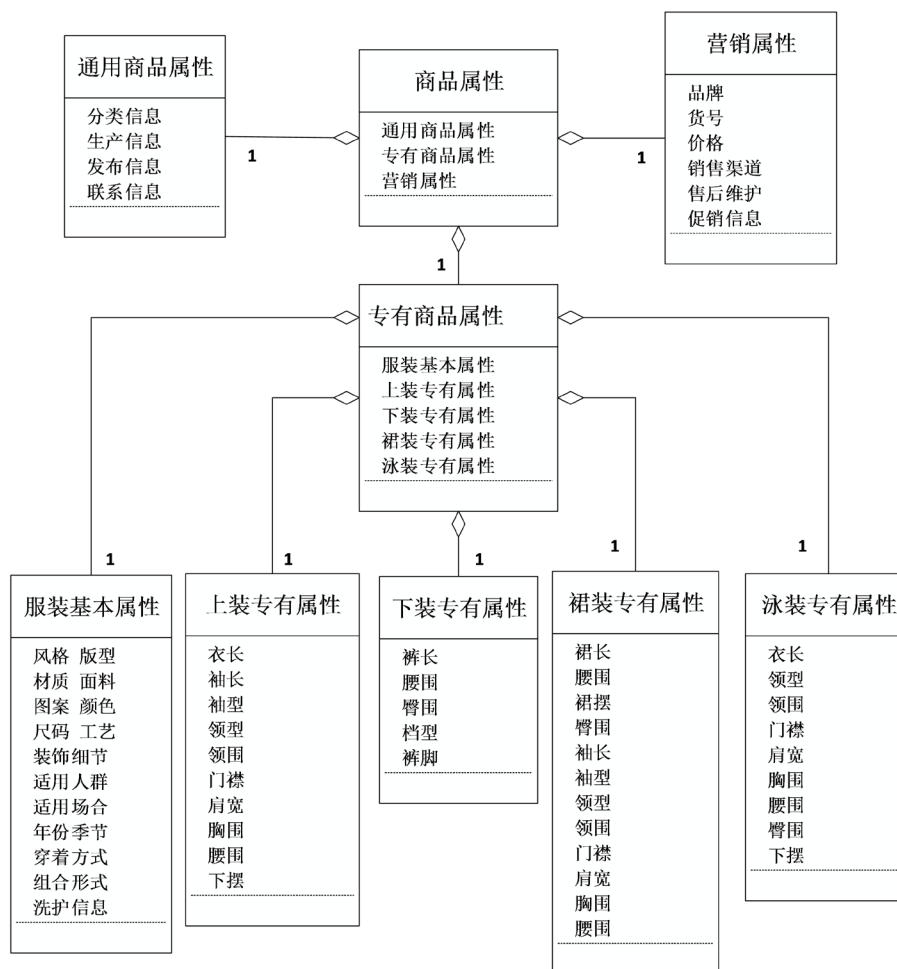 通用商品属性
分类信息
生产信息
发布信息
联系信息
1
商品属性
通用商品属性
专有商品属性
营销属性
1
营销属性
品牌
货号
价格
销售渠道
售后维护
促销信息
1
专有商品属性
服装基本属性
上装专有属性
下装专有属性
裙装专有属性
泳装专有属性
1
服装基本属性
风格 版型
材质 面料
图案 颜色
尺码 工艺
装饰细节
适用人群
适用场合
年份季节
穿着方式
组合形式
洗护信息
1
上装专有属性
衣长
袖长
袖型
领型
领围
门襟
肩宽
胸围
腰围
下摆
1
下装专有属性
裤长
腰围
臀围
档型
裤脚
1
裙装专有属性
裙长
腰围
裙摆
臀围
袖长
袖型
领型
领围
门襟
肩宽
胸围
腰围
1
泳装专有属性
衣长
领型
领围
门襟
肩宽
胸围
腰围
臀围
下摆